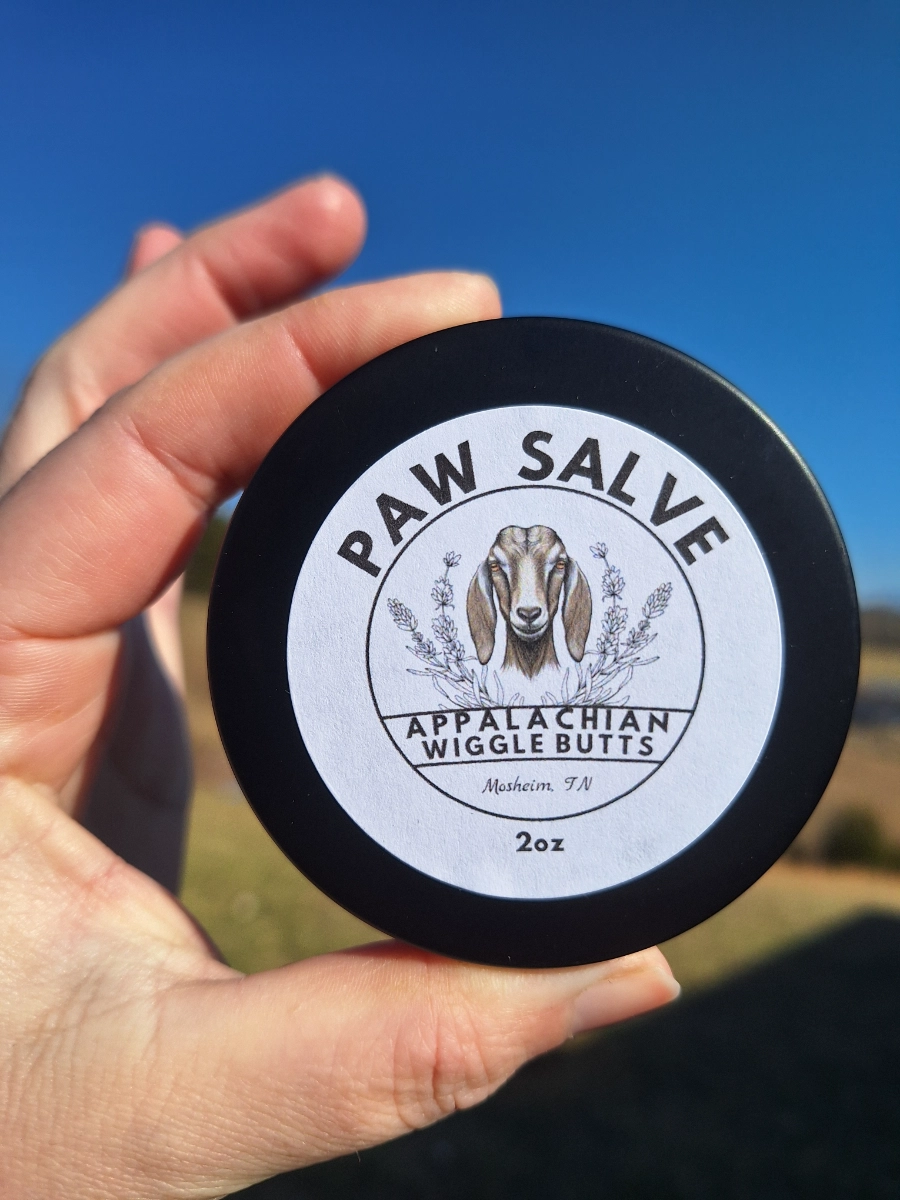 PAW SALVE
APPALACHIAN
WIGGLE BUTTS
Mosheim, TN
2oz